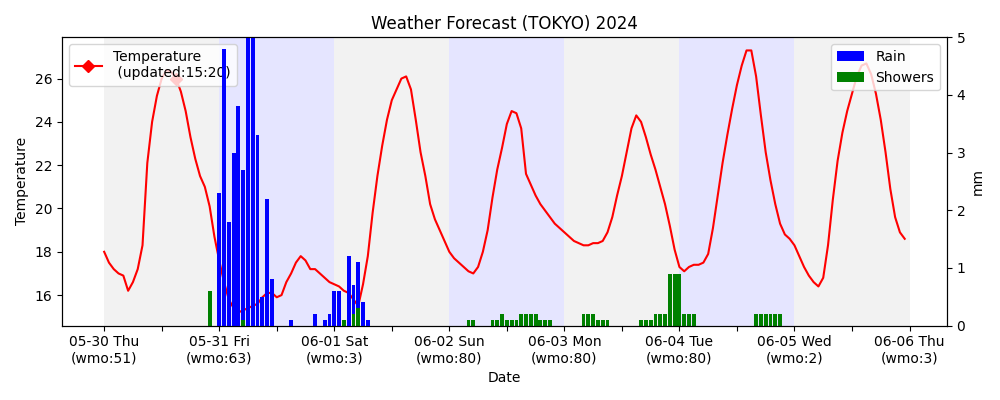 Weather Forecast (TOKYO) 2024
Temperature
(updated:15:20)
Rain
Showers
Temperature
26
24
22
20
18
16
5
4
3
2
1
0
mm
05-30 Thu
(wmo:51)
05-31 Fri
(wmo:63)
06-01 Sat
(wmo:3)
06-02 Sun
(wmo:80)
06-03 Mon
(wmo:80)
06-04 Tue
(wmo:80)
06-05 Wed
(wmo:2)
06-06 Thu
(wmo:3)
Date